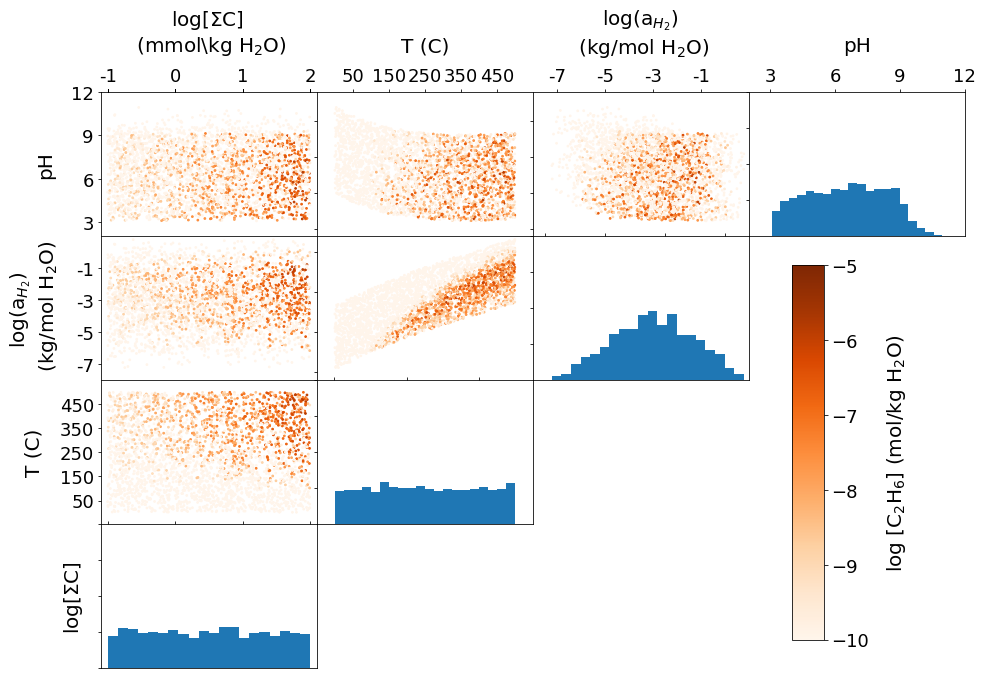 log[ΣC]
(mmol\kg H₂O)
T (C)
log(a_H₂)
(kg/mol H₂O)
pH
-1 0 1 2
50 150 250 350 450
-7 -5 -3 -1
3 6 9 12
pH
12
9
6
3
log(a_H₂)
(kg/mol H₂O)
-1
-3
-5
-7
T (C)
450
350
250
150
50
log[ΣC]
−5
−6
−7
−8
−9
−10
log [C₂H₆] (mol/kg H₂O)